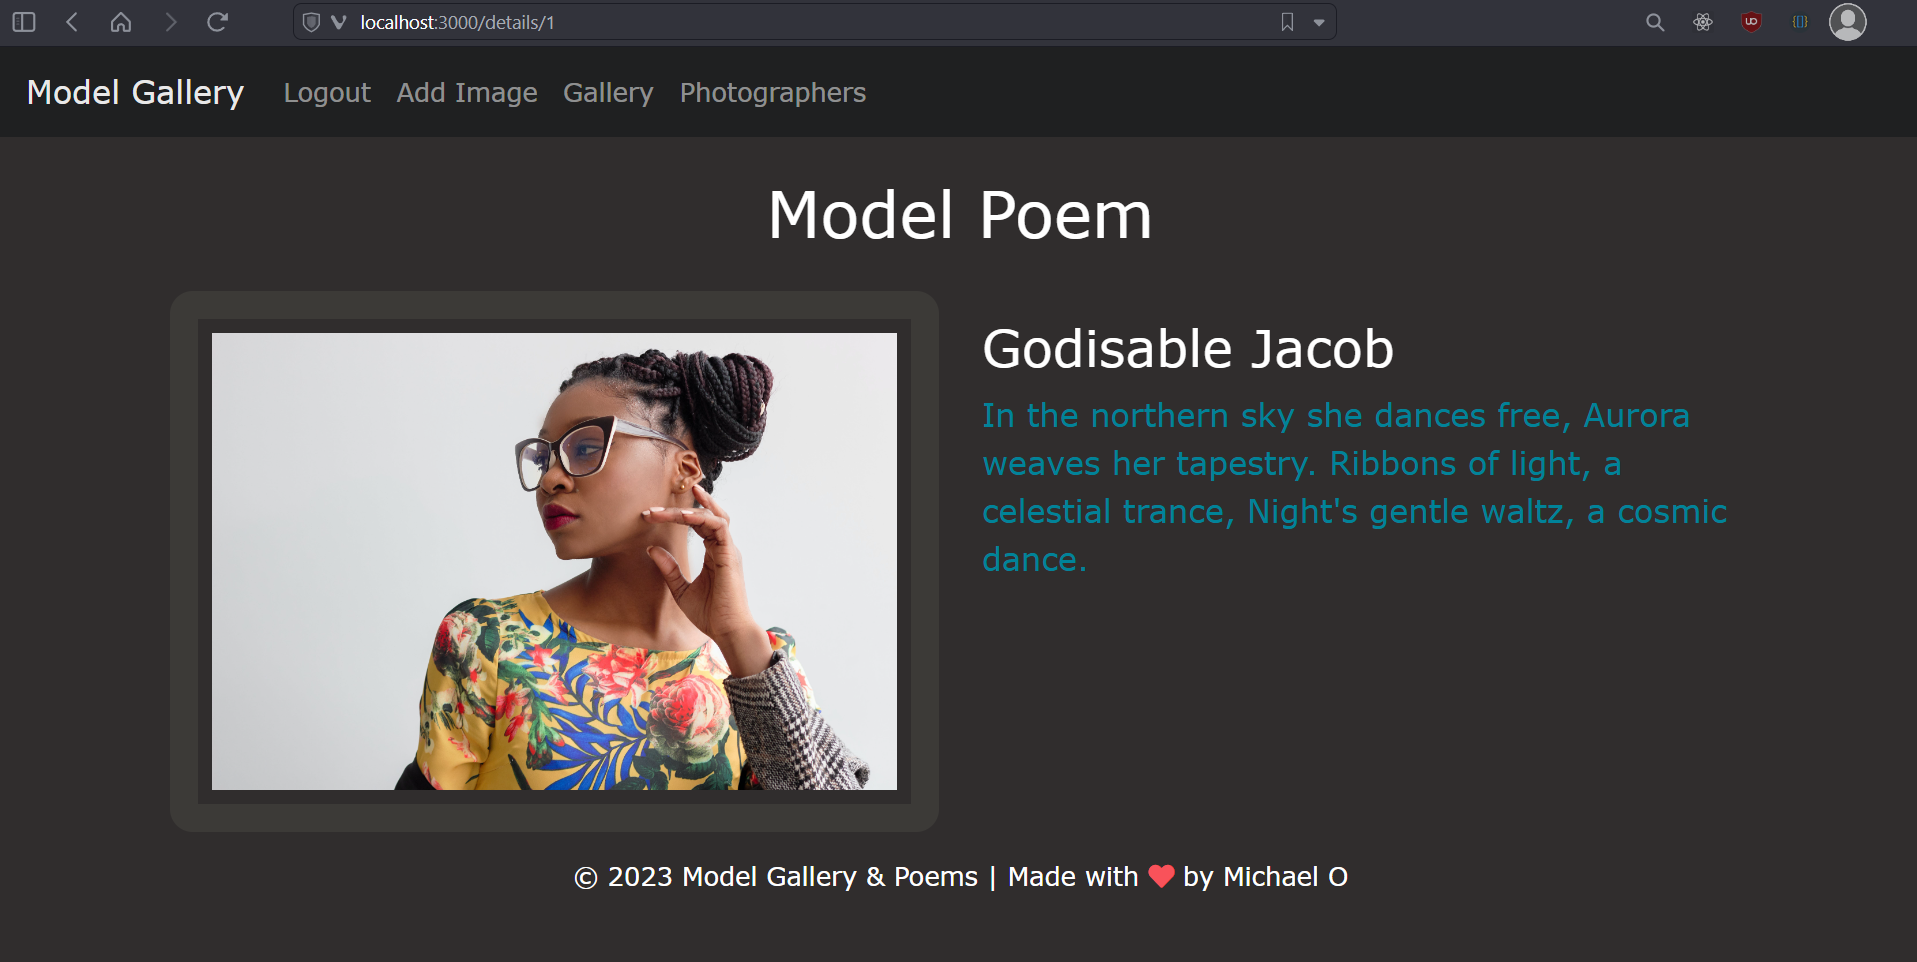 localhost:3000/details/1
Model Gallery Logout Add Image Gallery Photographers
Model Poem
Godisable Jacob
In the northern sky she dances free, Aurora
weaves her tapestry. Ribbons of light, a
celestial trance, Night's gentle waltz, a cosmic
dance.
© 2023 Model Gallery & Poems | Made with ❤ by Michael O